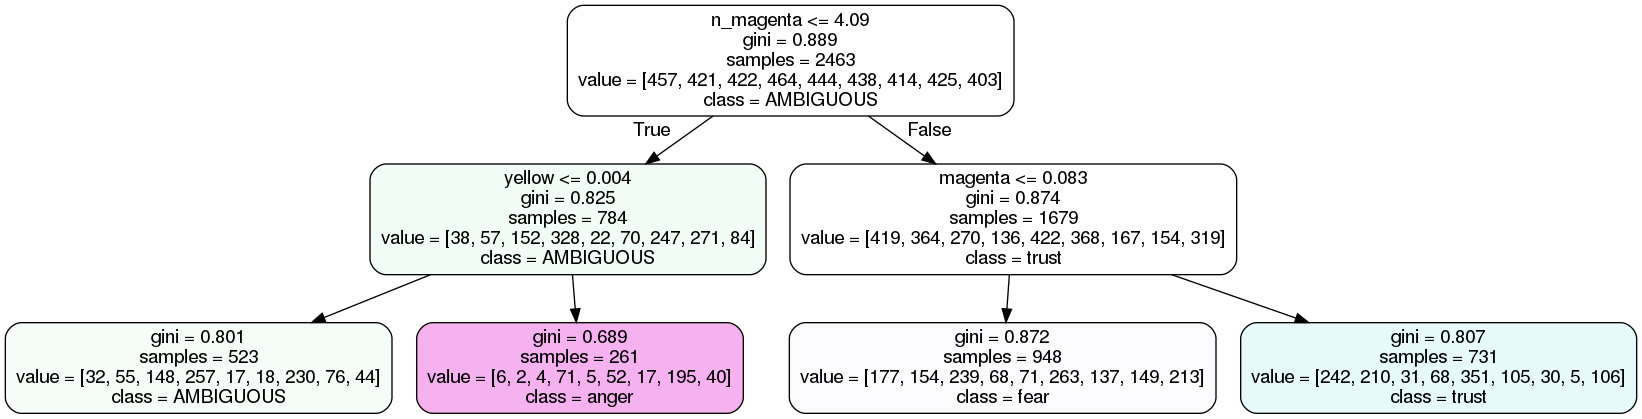 n_magenta <= 4.09
gini = 0.889
samples = 2463
value = [457, 421, 422, 464, 444, 438, 414, 425, 403]
class = AMBIGUOUS
True
False
yellow <= 0.004
gini = 0.825
samples = 784
value = [38, 57, 152, 328, 22, 70, 247, 271, 84]
class = AMBIGUOUS
magenta <= 0.083
gini = 0.874
samples = 1679
value = [419, 364, 270, 136, 422, 368, 167, 154, 319]
class = trust
gini = 0.801
samples = 523
value = [32, 55, 148, 257, 17, 18, 230, 76, 44]
class = AMBIGUOUS
gini = 0.689
samples = 261
value = [6, 2, 4, 71, 5, 52, 17, 195, 40]
class = anger
gini = 0.872
samples = 948
value = [177, 154, 239, 68, 71, 263, 137, 149, 213]
class = fear
gini = 0.807
samples = 731
value = [242, 210, 31, 68, 351, 105, 30, 5, 106]
class = trust